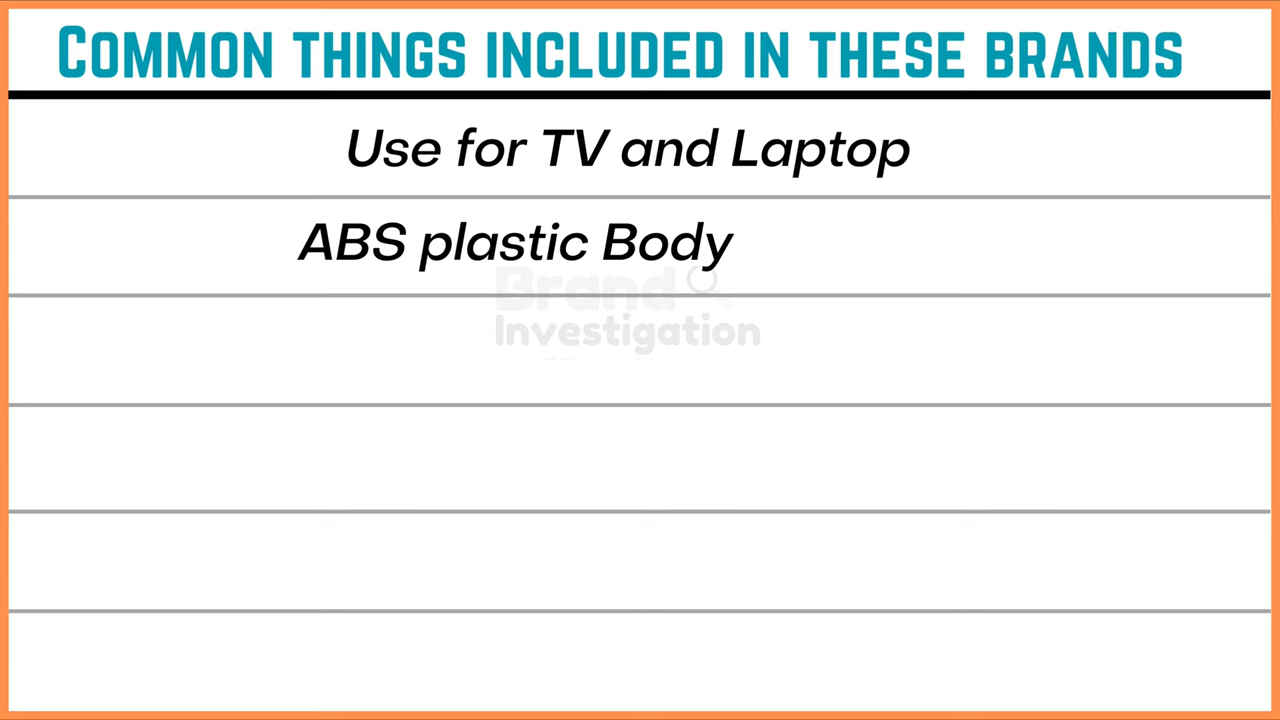 Common things included in these brands
Use for TV and Laptop
ABS plastic Body
Brand
Investigation